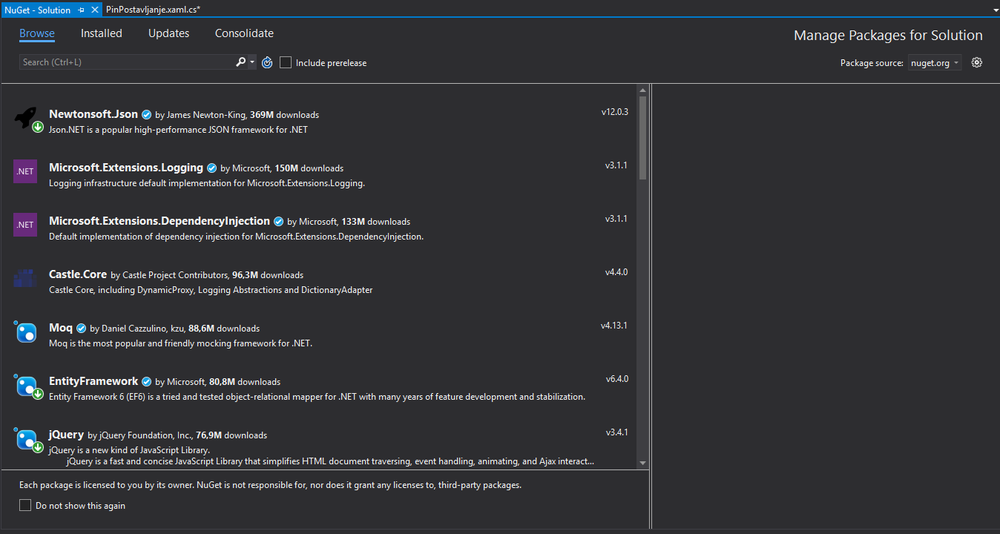 NuGet - Solution
PinPostavljanje.xaml.cs*
Browse Installed Updates Consolidate
Manage Packages for Solution
Search (Ctrl+L)
Include prerelease
Package source: nuget.org
Newtonsoft.Json by James Newton-King, 369M downloads
v12.0.3
Json.NET is a popular high-performance JSON framework for .NET
.NET
Microsoft.Extensions.Logging by Microsoft, 150M downloads
v3.1.1
Logging infrastructure default implementation for Microsoft.Extensions.Logging.
.NET
Microsoft.Extensions.DependencyInjection by Microsoft, 133M downloads
v3.1.1
Default implementation of dependency injection for Microsoft.Extensions.DependencyInjection.
Castle.Core by Castle Project Contributors, 96,3M downloads
v4.4.0
Castle Core, including DynamicProxy, Logging Abstractions and DictionaryAdapter
Moq by Daniel Cazzulino, kzu, 88,6M downloads
v4.13.1
Moq is the most popular and friendly mocking framework for .NET.
EntityFramework by Microsoft, 80,8M downloads
v6.4.0
Entity Framework 6 (EF6) is a tried and tested object-relational mapper for .NET with many years of feature development and stabilization.
jQuery by jQuery Foundation, Inc., 76,9M downloads
v3.4.1
jQuery is a new kind of JavaScript Library.
jQuery is a fast and concise JavaScript Library that simplifies HTML document traversing, event handling, animating, and Ajax interact...
Each package is licensed to you by its owner. NuGet is not responsible for, nor does it grant any licenses to, third-party packages.
Do not show this again